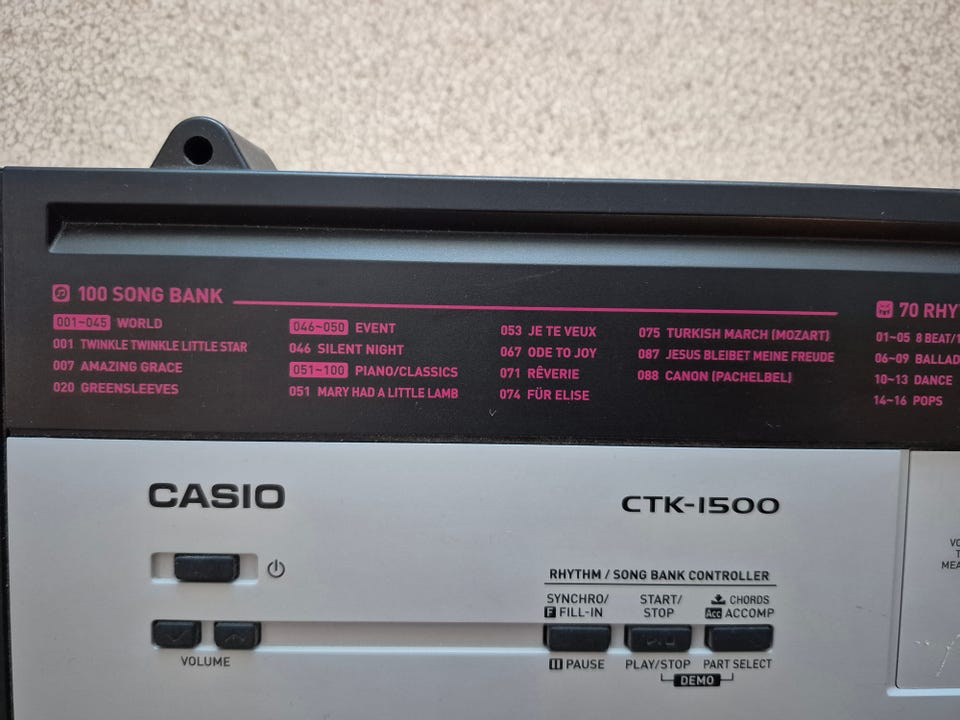 100 SONG BANK
001~045 WORLD
001 TWINKLE TWINKLE LITTLE STAR
007 AMAZING GRACE
020 GREENSLEEVES
046~050 EVENT
046 SILENT NIGHT
051~100 PIANO/CLASSICS
051 MARY HAD A LITTLE LAMB
053 JE TE VEUX
067 ODE TO JOY
071 RÊVERIE
074 FÜR ELISE
075 TURKISH MARCH (MOZART)
087 JESUS BLEIBET MEINE FREUDE
088 CANON (PACHELBEL)
70 RHY
01~05 8 BEAT/1
06~09 BALLAD
10~13 DANCE
14~16 POPS
CASIO
CTK-1500
RHYTHM / SONG BANK CONTROLLER
SYNCHRO/
F FILL-IN
START/
STOP
CHORDS
Acc ACCOMP
VOLUME
PAUSE
PLAY/STOP
PART SELECT
DEMO
VO
T
MEA